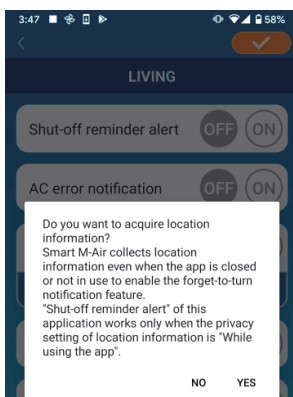 3:47 58%
LIVING
Shut-off reminder alert OFF ON
AC error notification OFF ON
Do you want to acquire location
information?
Smart M-Air collects location
information even when the app is closed
or not in use to enable the forget-to-turn
notification feature.
"Shut-off reminder alert" of this
application works only when the privacy
setting of location information is "While
using the app".
NO YES